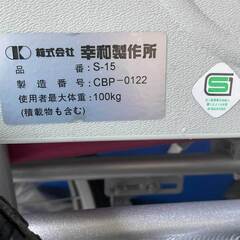 株式会社 幸和製作所
品番:S-15
製造番号:CBP-0122
使用者最大体重:100kg
(積載物も含む)